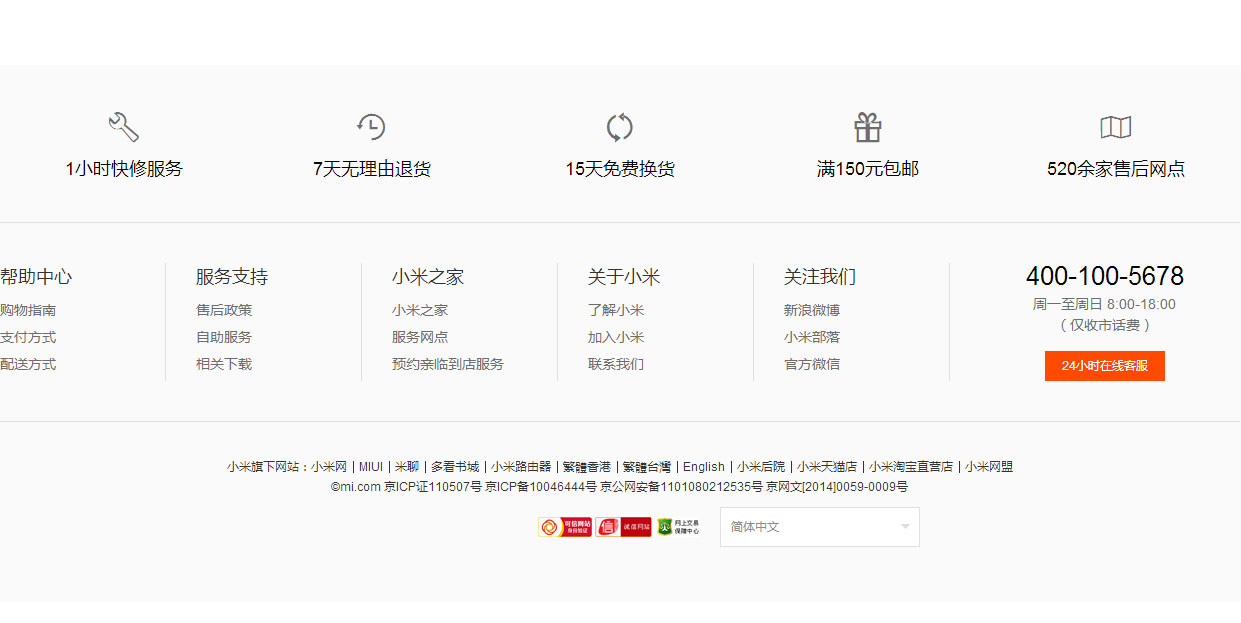 1小时快修服务 7天无理由退货 15天免费换货 满150元包邮 520余家售后网点
帮助中心 服务支持 小米之家 关于小米 关注我们 400-100-5678
购物指南 售后政策 小米之家 了解小米 新浪微博 周一至周日 8:00-18:00
支付方式 自助服务 服务网点 加入小米 小米部落 （仅收市话费）
配送方式 相关下载 预约亲临到店服务 联系我们 官方微信 24小时在线客服
小米旗下网站：小米网 | MIUI | 米聊 | 多看书城 | 小米路由器 | 繁體香港 | 繁體台灣 | English | 小米后院 | 小米天猫店 | 小米淘宝直营店 | 小米网盟
©mi.com 京ICP证110507号 京ICP备10046444号 京公网安备1101080212535号 京网文[2014]0059-0009号
可信网站 身份验证 信 诚信网站 网上交易 保障中心 简体中文